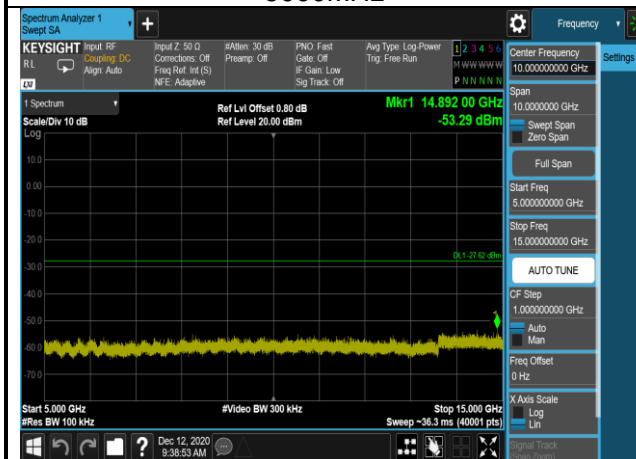 Spectrum Analyzer 1
Swept SA
Frequency
KEYSIGHT
RL
LXI
Input: RF
Coupling: DC
Align: Auto
Input Z: 50 Ω
Corrections: Off
Freq Ref: Int (S)
NFE: Adaptive
#Atten: 30 dB
Preamp: Off
PNO: Fast
Gate: Off
IF Gain: Low
Sig Track: Off
Avg Type: Log-Power
Trig: Free Run
1 2 3 4 5 6
M W W W W W
P N N N N N
Center Frequency
10.000000000 GHz
Settings
Span
10.0000000 GHz
Swept Span
Zero Span
Full Span
Start Freq
5.000000000 GHz
Stop Freq
15.000000000 GHz
AUTO TUNE
CF Step
1.000000000 GHz
Auto
Man
Freq Offset
0 Hz
X Axis Scale
Log
Lin
Signal Track
(Span Zoom)
1 Spectrum
Scale/Div 10 dB
Ref Lvl Offset 0.80 dB
Ref Level 20.00 dBm
Mkr1 14.892 00 GHz
-53.29 dBm
Log
10.0
0.00
-10.0
-20.0
DL1 -27.62 dBm
-30.0
-40.0
-50.0
1
-60.0
-70.0
Start 5.000 GHz
#Res BW 100 kHz
#Video BW 300 kHz
Stop 15.000 GHz
Sweep ~36.3 ms (40001 pts)
Dec 12, 2020
9:38:53 AM